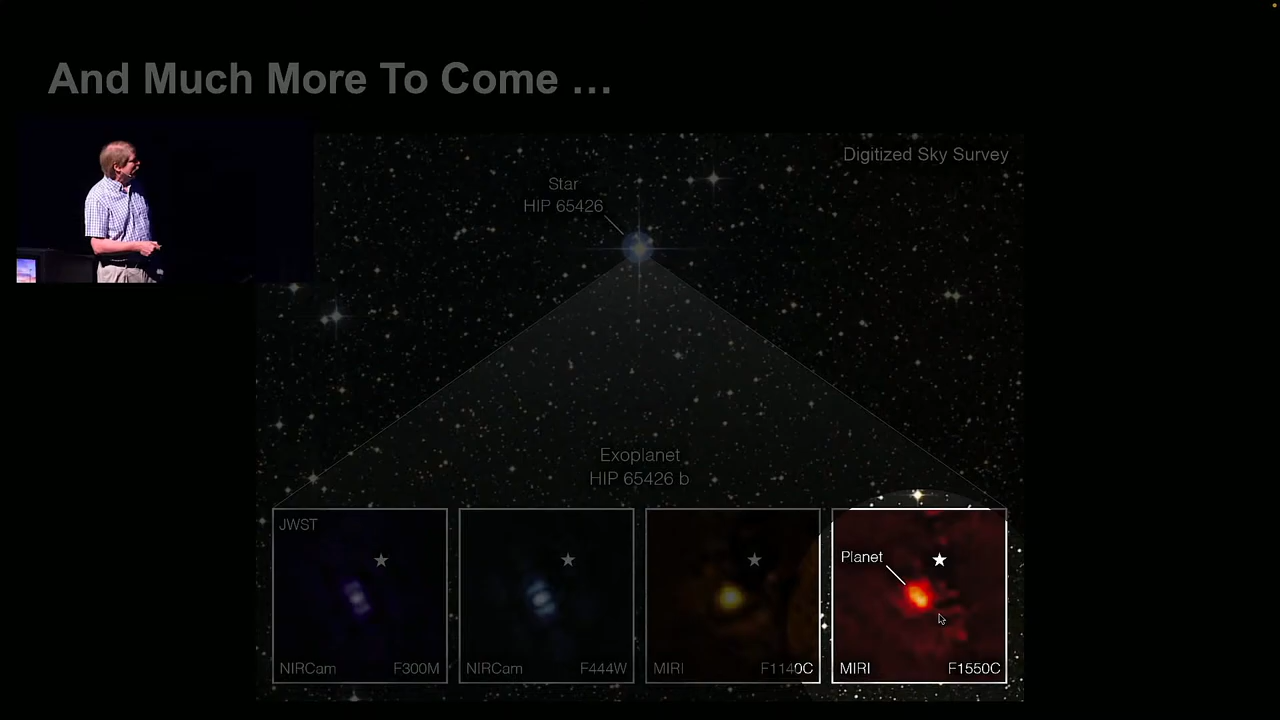 And Much More To Come …
Digitized Sky Survey
Star
HIP 65426
Exoplanet
HIP 65426 b
JWST
NIRCam F300M
NIRCam F444W
MIRI F1140C
Planet
MIRI F1550C